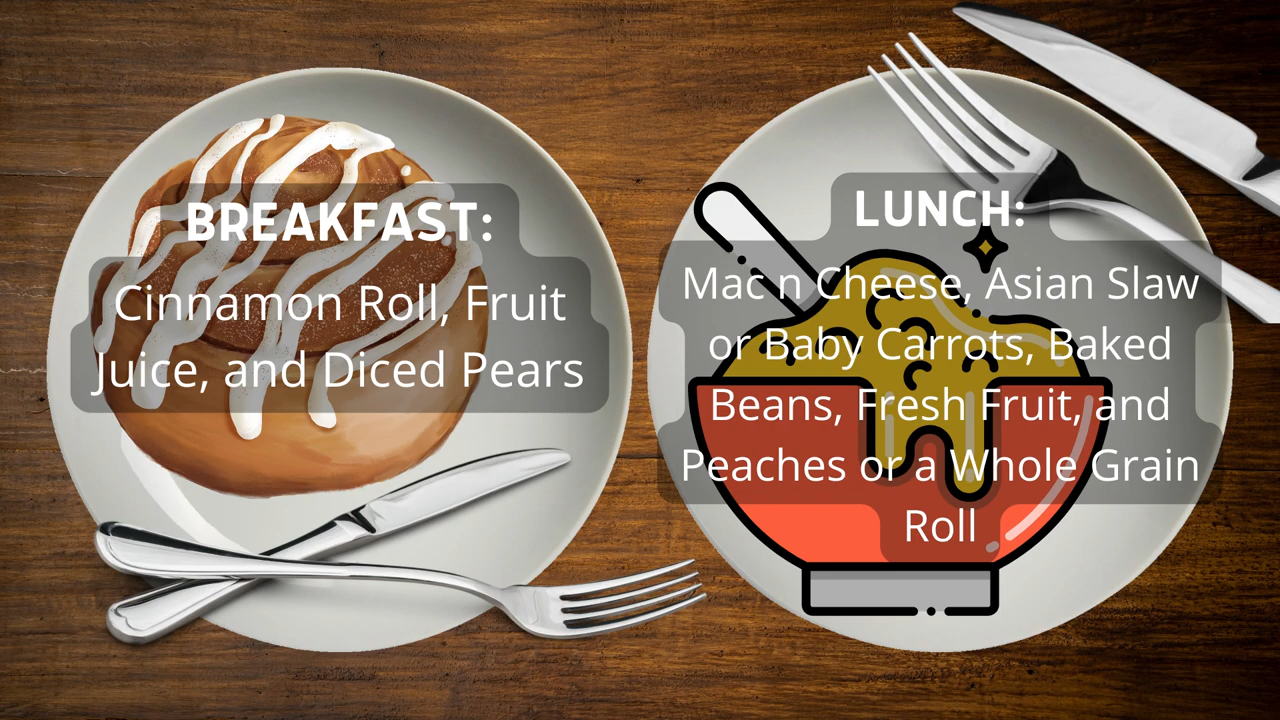 BREAKFAST:
Cinnamon Roll, Fruit
Juice, and Diced Pears
LUNCH:
Mac n Cheese, Asian Slaw
or Baby Carrots, Baked
Beans, Fresh Fruit, and
Peaches or a Whole Grain
Roll